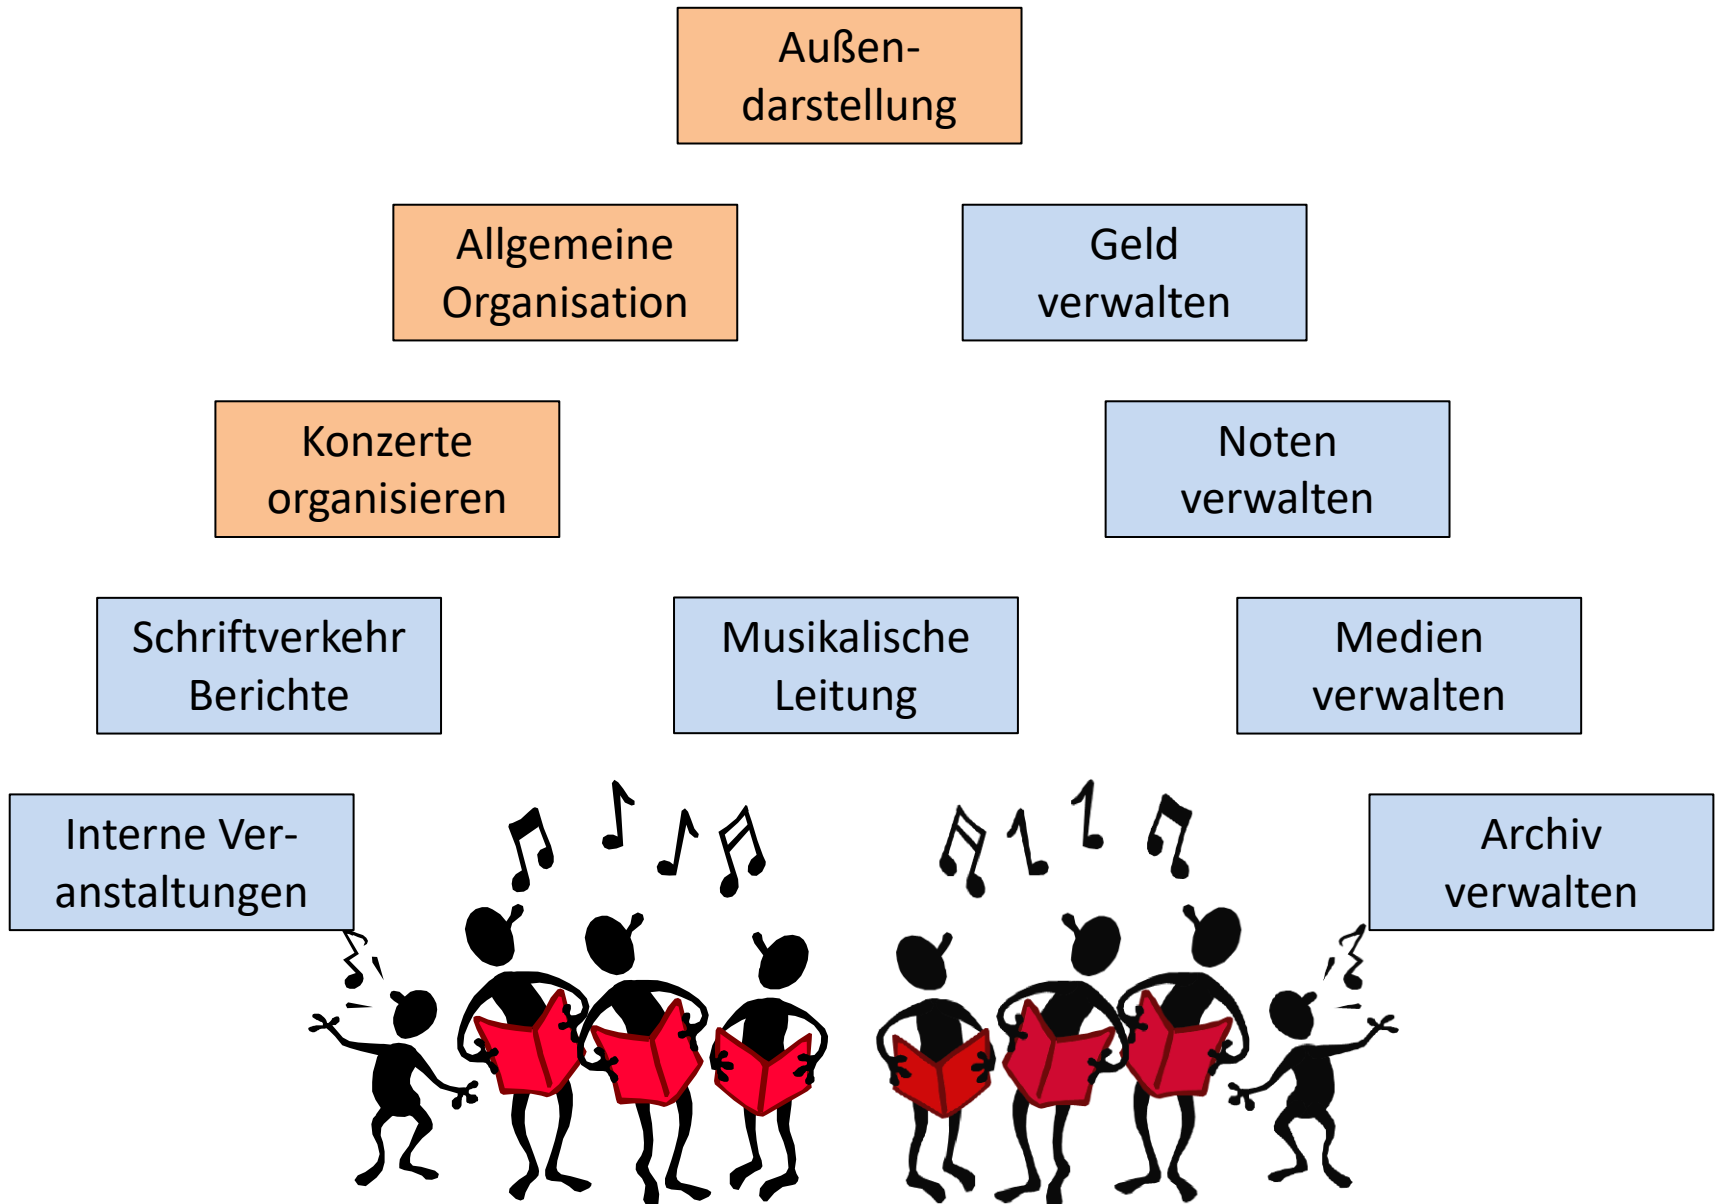 Außen-
darstellung
Allgemeine
Organisation
Geld
verwalten
Konzerte
organisieren
Noten
verwalten
Schriftverkehr
Berichte
Musikalische
Leitung
Medien
verwalten
Interne Ver-
anstaltungen
Archiv
verwalten